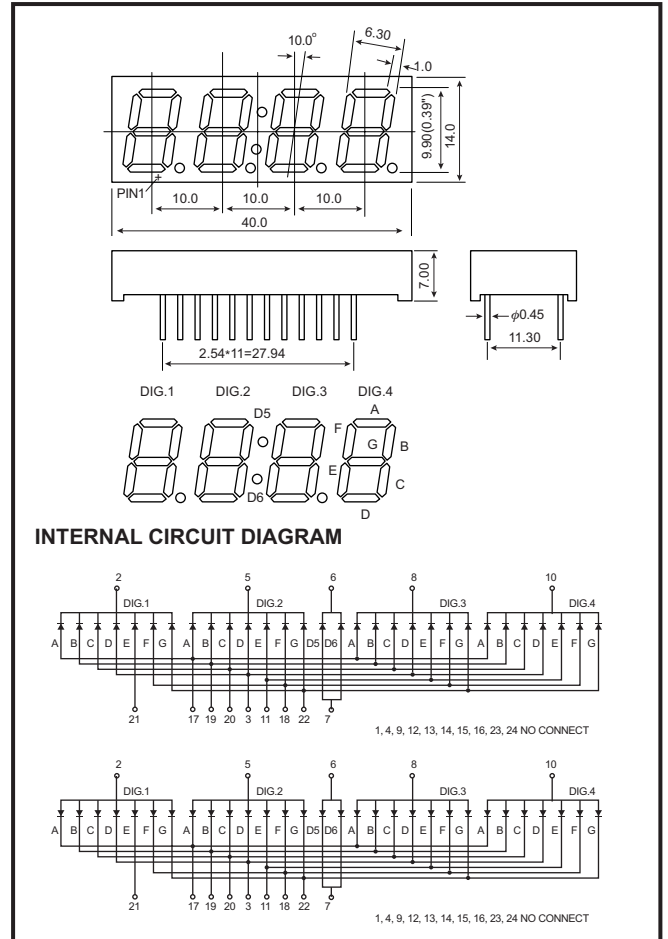 10.0°
6.30
1.0
9.90(0.39")
14.0
PIN1
+
10.0 10.0 10.0
40.0
7.00
φ0.45
11.30
2.54*11=27.94
DIG.1 DIG.2 DIG.3 DIG.4
A
D5
F
G B
E
C
D6
D
INTERNAL CIRCUIT DIAGRAM
2 5 6 8 10
DIG.1 DIG.2 DIG.3 DIG.4
A B C D E F G A B C D E F G D5 D6 A B C D E F G A B C D E F G
21 17 19 20 3 11 18 22 7
1, 4, 9, 12, 13, 14, 15, 16, 23, 24 NO CONNECT
2 5 6 8 10
DIG.1 DIG.2 DIG.3 DIG.4
A B C D E F G A B C D E F G D5 D6 A B C D E F G A B C D E F G
21 17 19 20 3 11 18 22 7
1, 4, 9, 12, 13, 14, 15, 16, 23, 24 NO CONNECT